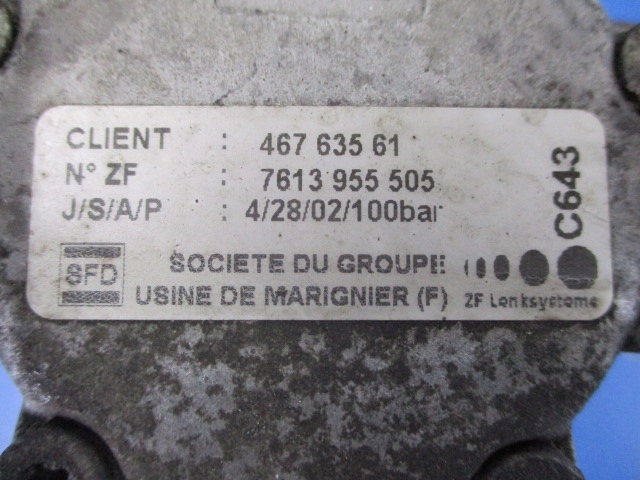 CLIENT : 467 635 61
N° ZF : 7613 955 505
J/S/A/P : 4/28/02/100bar
C643
SFD SOCIETE DU GROUPE
USINE DE MARIGNIER (F) ZF Lenksysteme